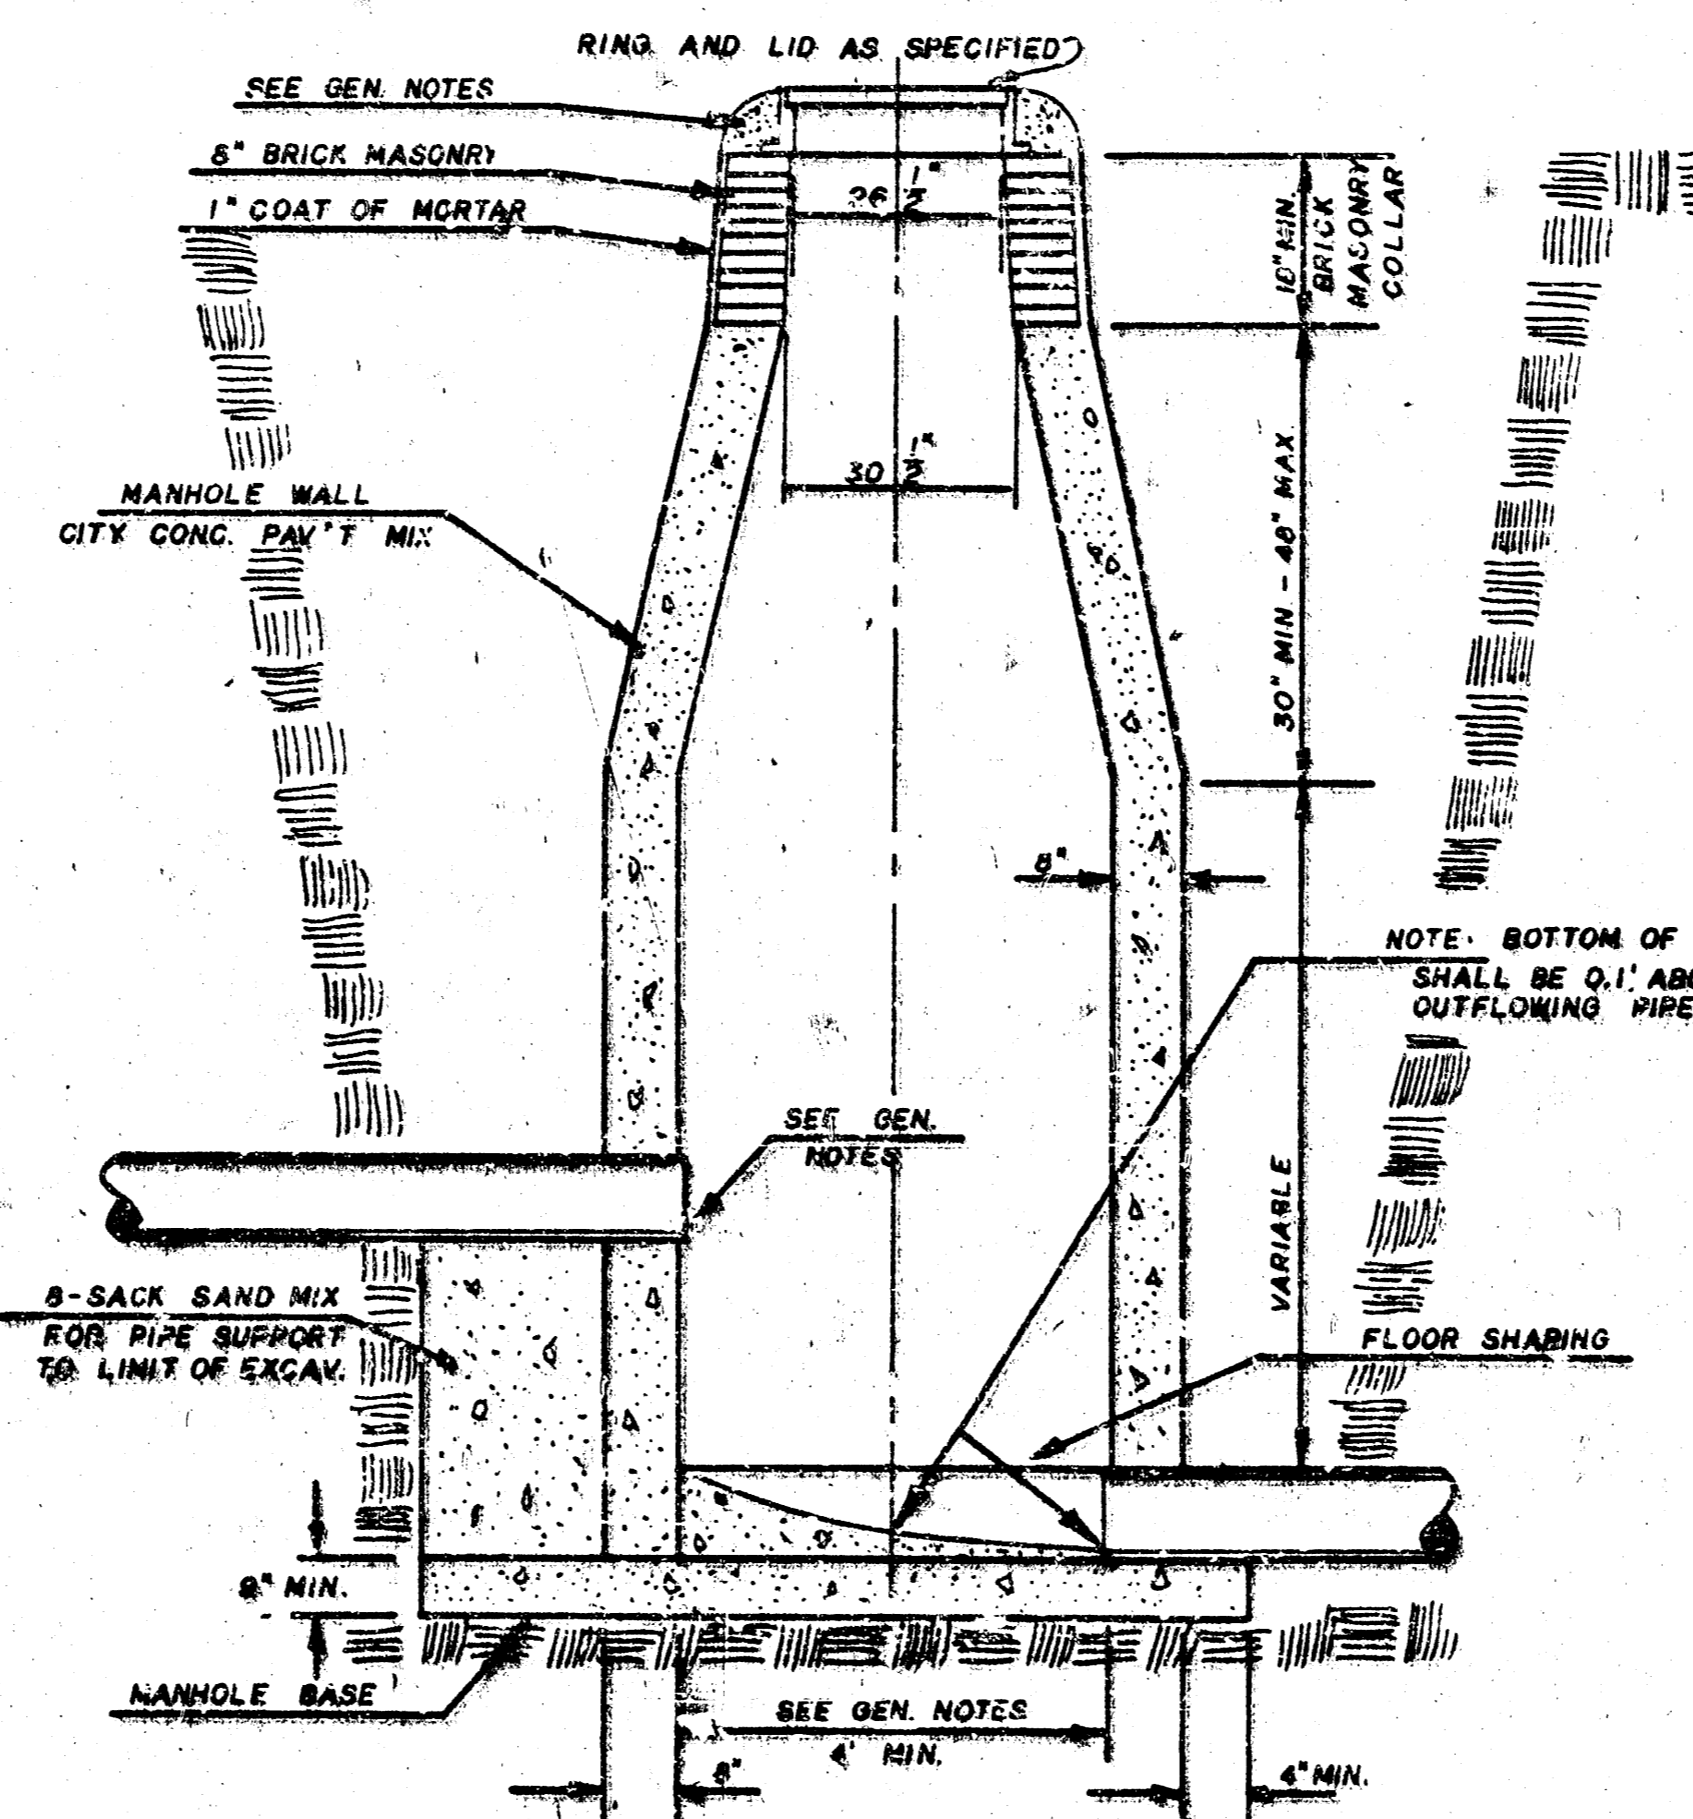 RING AND LID AS SPECIFIED
SEE GEN. NOTES
8" BRICK MASONRY
1" COAT OF MORTAR
26 1/2"
MIN.
BRICK
MASONRY
COLLAR
30 1/2"
MANHOLE WALL
CITY CONC. PAV'T MIX
30" MIN - 48" MAX
8"
NOTE: BOTTOM OF
SHALL BE 0.1' AB
OUTFLOWING PIPE
SEE GEN.
NOTES
VARIABLE
8-SACK SAND MIX
FOR PIPE SUPPORT
TO LIMIT OF EXCAV.
FLOOR SHAPING
MIN.
MANHOLE BASE
SEE GEN. NOTES
4' MIN.
8"
4" MIN.